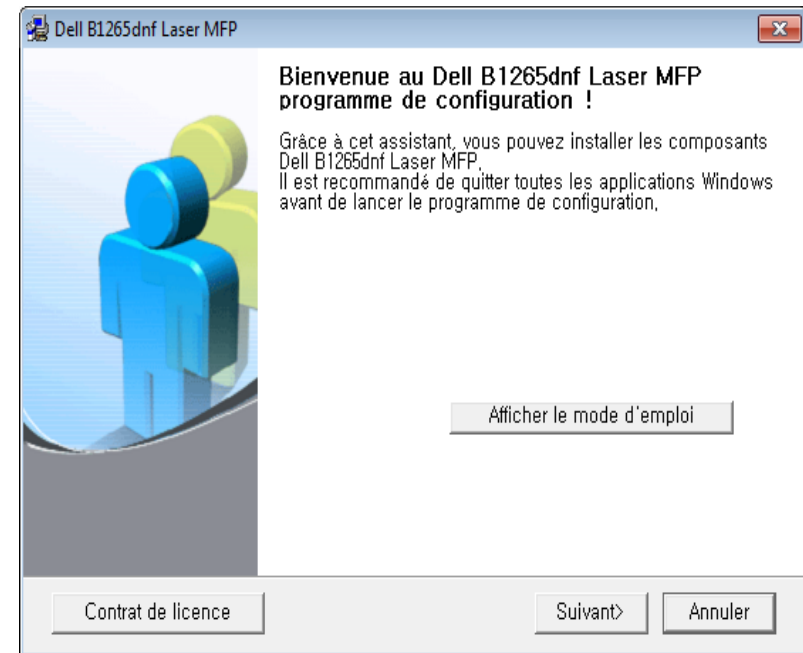 Dell B1265dnf Laser MFP
Bienvenue au Dell B1265dnf Laser MFP
programme de configuration !
Grâce à cet assistant, vous pouvez installer les composants
Dell B1265dnf Laser MFP.
Il est recommandé de quitter toutes les applications Windows
avant de lancer le programme de configuration.
Afficher le mode d'emploi
Contrat de licence
Suivant>
Annuler